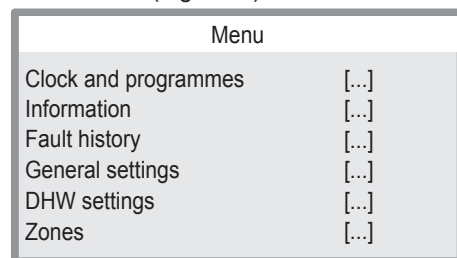 Menu
Clock and programmes [...]
Information [...]
Fault history [...]
General settings [...]
DHW settings [...]
Zones [...]